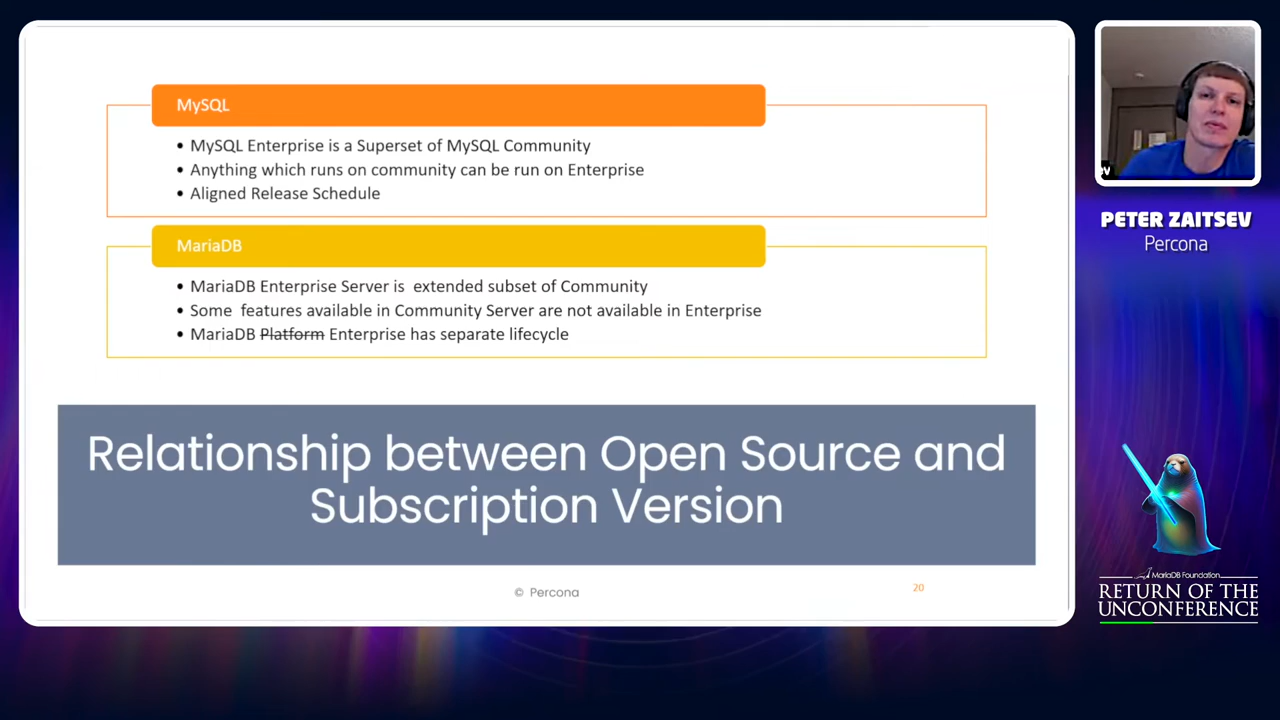 MySQL
• MySQL Enterprise is a Superset of MySQL Community
• Anything which runs on community can be run on Enterprise
• Aligned Release Schedule
MariaDB
• MariaDB Enterprise Server is extended subset of Community
• Some features available in Community Server are not available in Enterprise
• MariaDB Platform Enterprise has separate lifecycle
Relationship between Open Source and
Subscription Version
© Percona
20
PETER ZAITSEV
Percona
MariaDB Foundation
RETURN OF THE
UNCONFERENCE